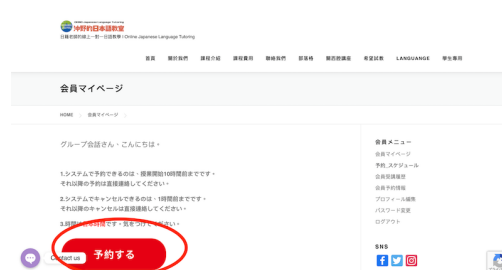 沖野的日本語教室
日籍老師的線上一對一日語教學 | Online Japanese Language Tutoring
首頁 關於我們 課程介紹 課程費用 聯絡我們 部落格 關西腔講座 希望試教 LANGUANGE 學生專用
会員マイページ
HOME 会員マイページ
グループ会話さん、こんにちは。
1.システムで予約できるのは、授業開始10時間前までです。
それ以降の予約は直接連絡してください。
2.システムでキャンセルできるのは、1時間前までです。
それ以降のキャンセルは直接連絡してください。
予約する
Contact us
会員メニュー
会員マイページ
予約_スケジュール
会員受講履歴
会員予約情報
プロフィール編集
パスワード変更
ログアウト
SNS